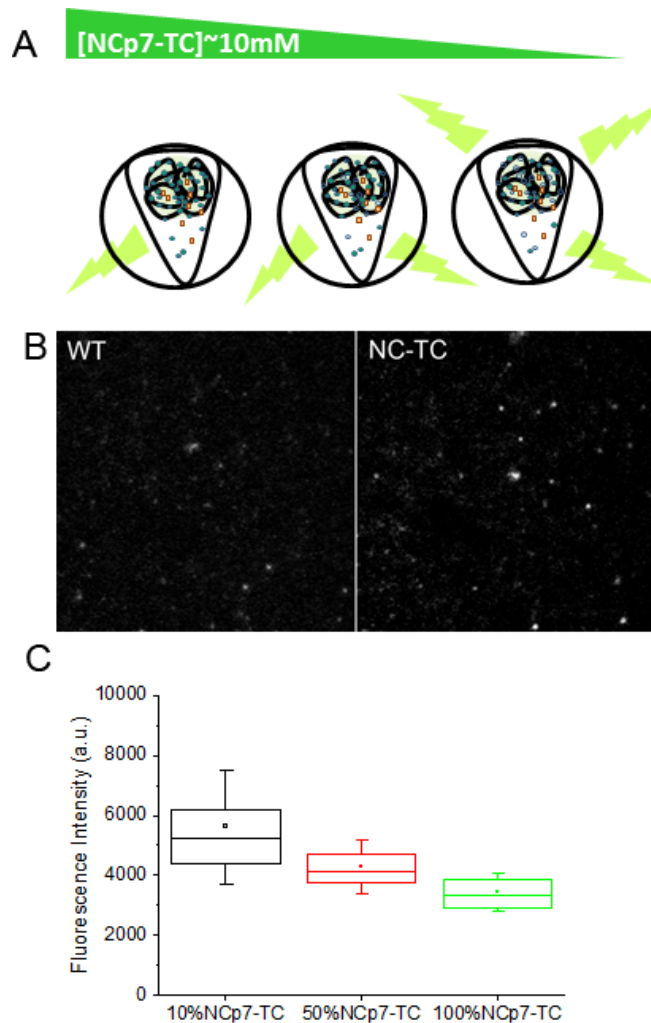 A
[NCp7-TC]~10mM
B
WT
NC-TC
C
Fluorescence Intensity (a.u.)
10000
8000
6000
4000
2000
0
10%NCp7-TC 50%NCp7-TC 100%NCp7-TC